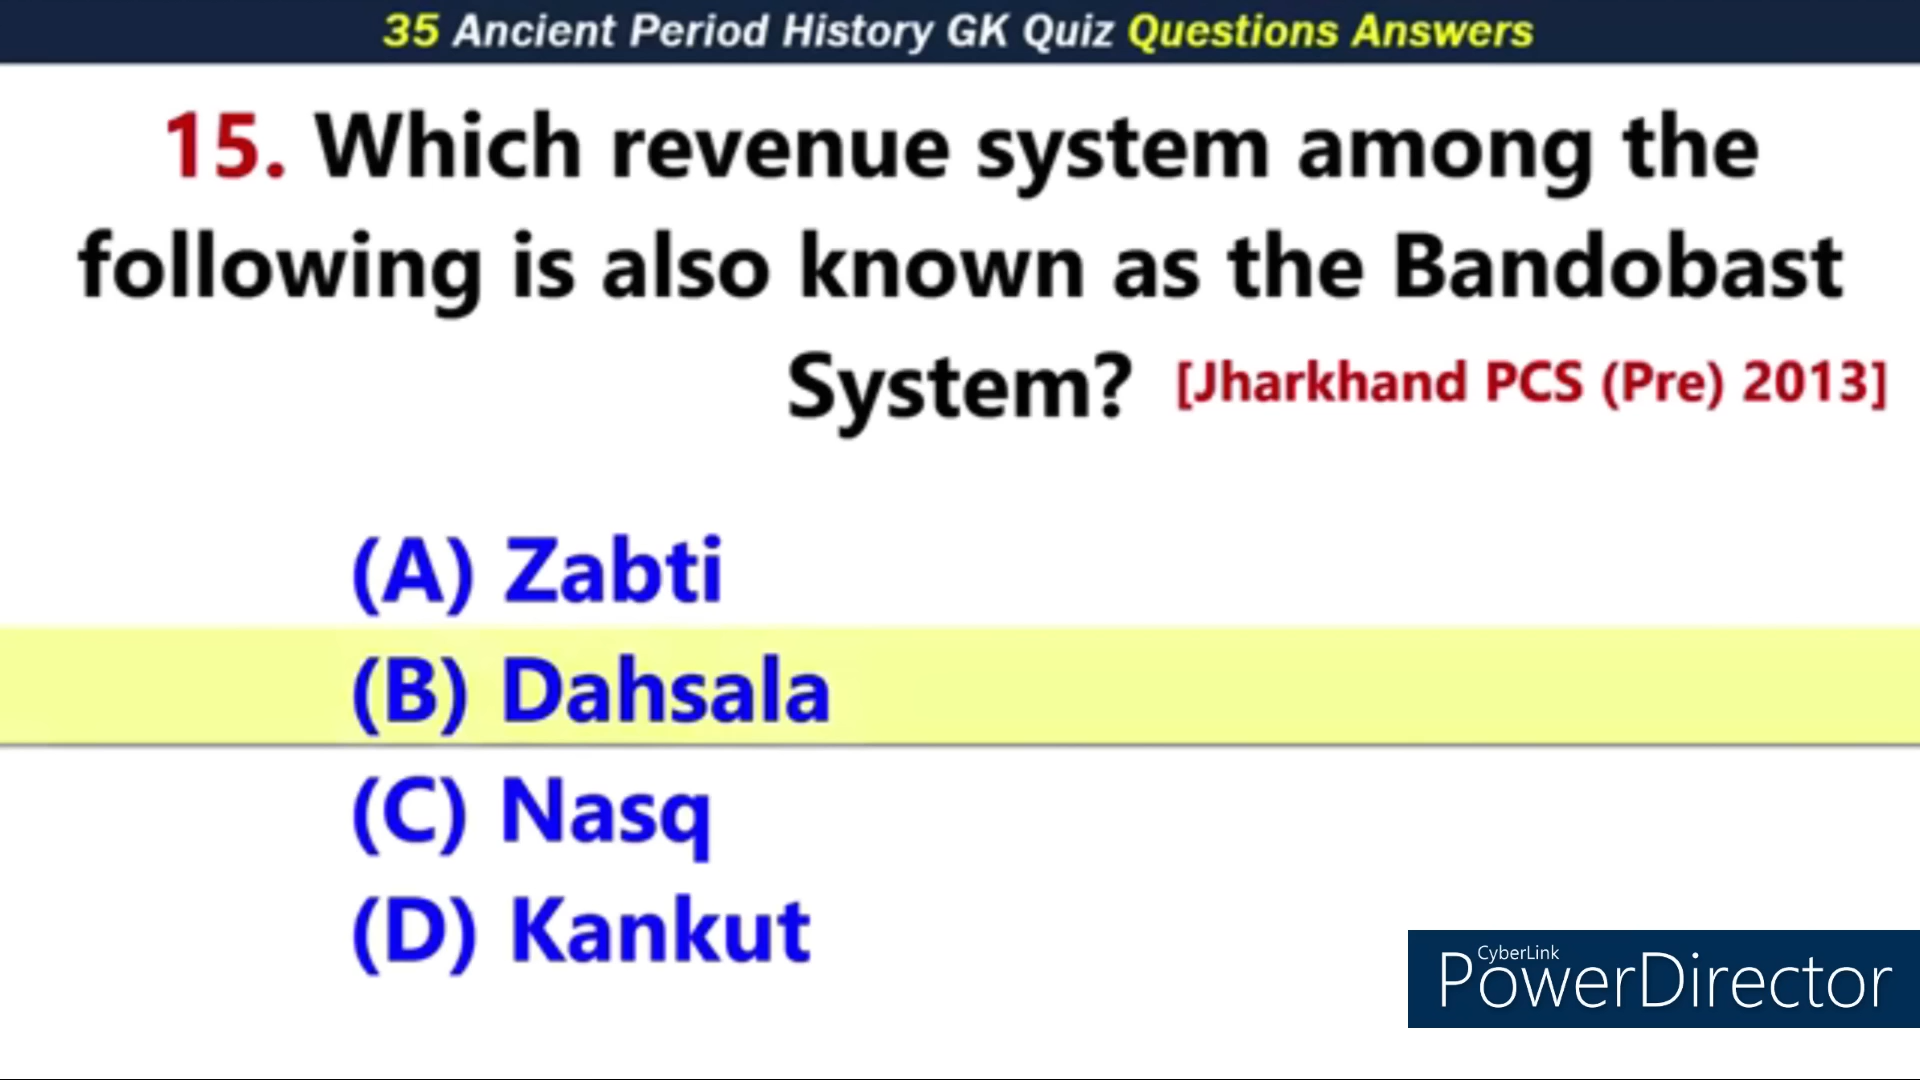 35 Ancient Period History GK Quiz Questions Answers
15. Which revenue system among the
following is also known as the Bandobast
System? [Jharkhand PCS (Pre) 2013]
(A) Zabti
(B) Dahsala
(C) Nasq
(D) Kankut
CyberLink
PowerDirector